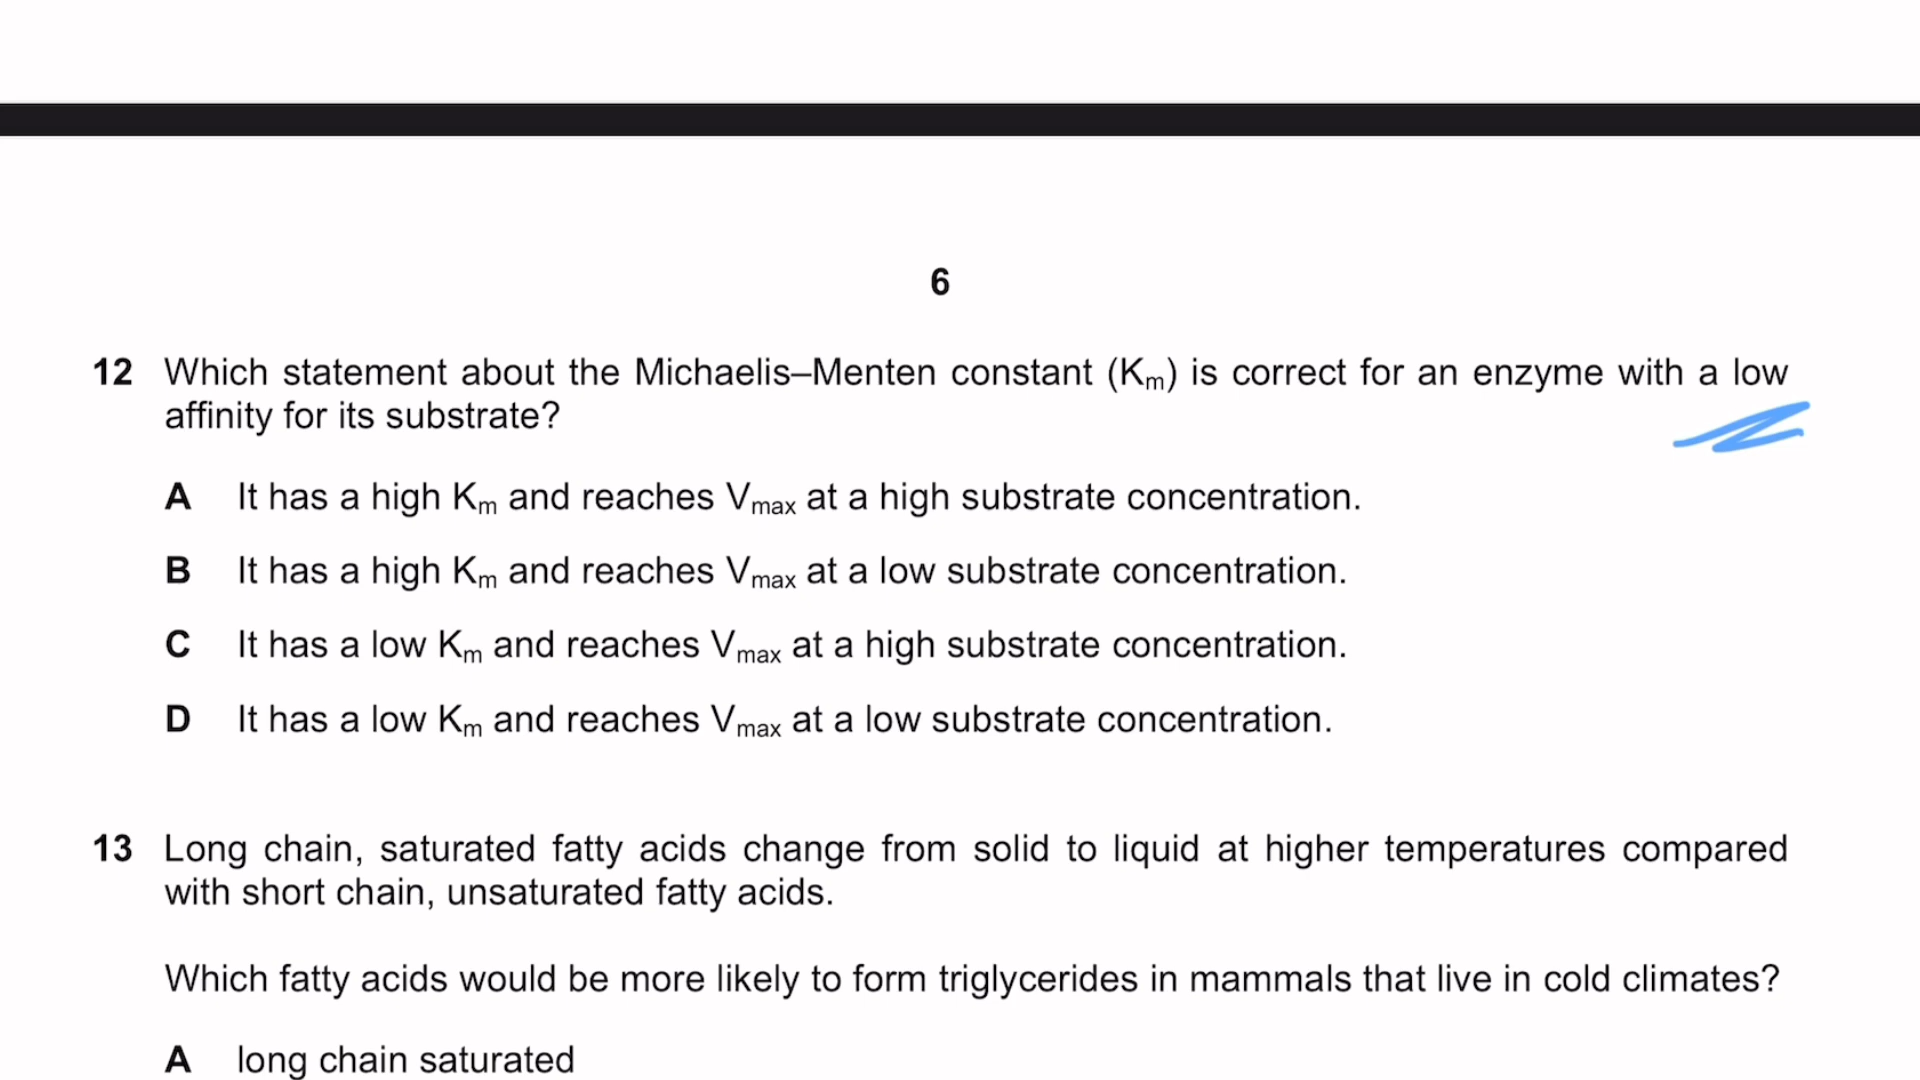 6
12 Which statement about the Michaelis–Menten constant (Km) is correct for an enzyme with a low
affinity for its substrate?
A It has a high Km and reaches Vmax at a high substrate concentration.
B It has a high Km and reaches Vmax at a low substrate concentration.
C It has a low Km and reaches Vmax at a high substrate concentration.
D It has a low Km and reaches Vmax at a low substrate concentration.
13 Long chain, saturated fatty acids change from solid to liquid at higher temperatures compared
with short chain, unsaturated fatty acids.
Which fatty acids would be more likely to form triglycerides in mammals that live in cold climates?
A long chain saturated